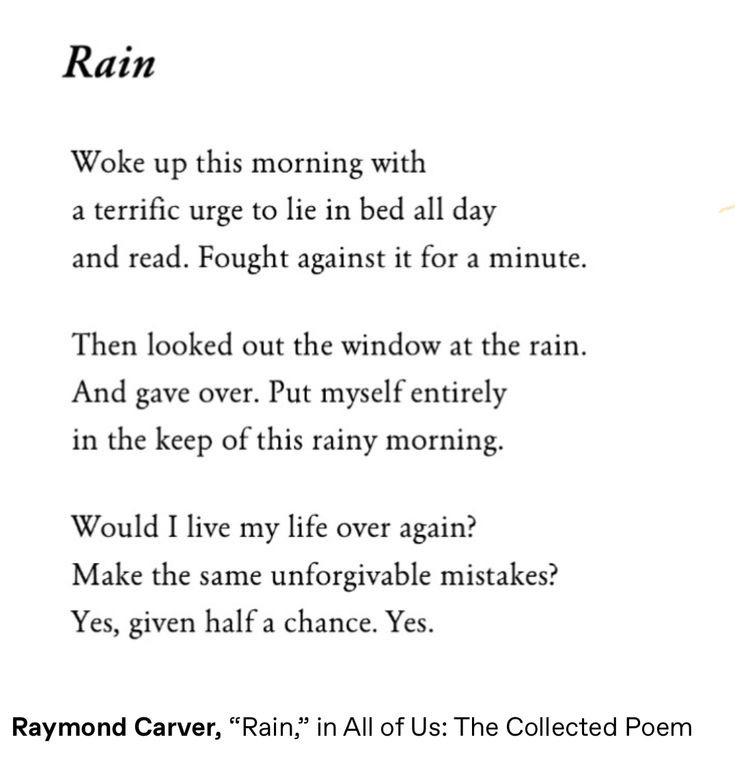 Rain
Woke up this morning with
a terrific urge to lie in bed all day
and read. Fought against it for a minute.
Then looked out the window at the rain.
And gave over. Put myself entirely
in the keep of this rainy morning.
Would I live my life over again?
Make the same unforgivable mistakes?
Yes, given half a chance. Yes.
Raymond Carver, “Rain,” in All of Us: The Collected Poem